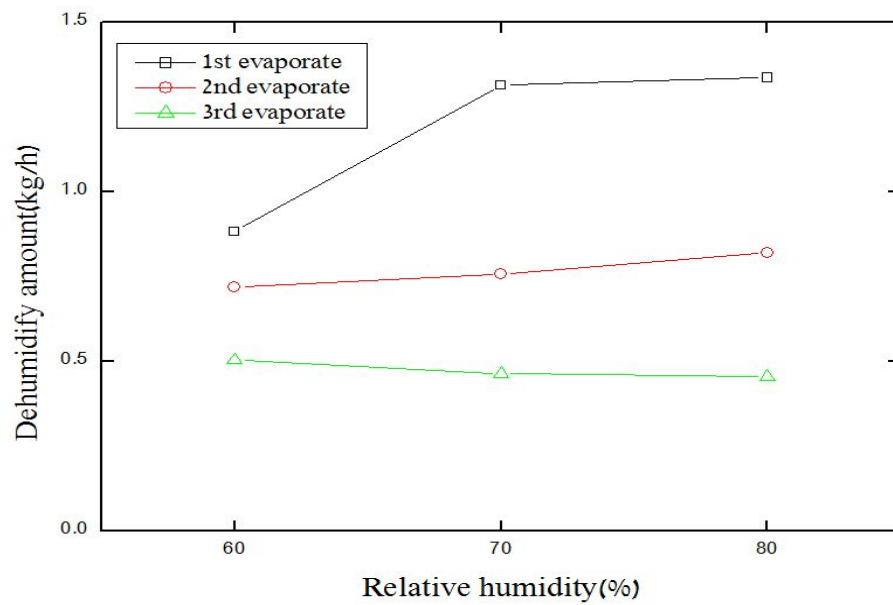 1.5
1st evaporate
2nd evaporate
3rd evaporate
1.0
0.5
0.0
Dehumidify amount(kg/h)
60 70 80
Relative humidity(%)